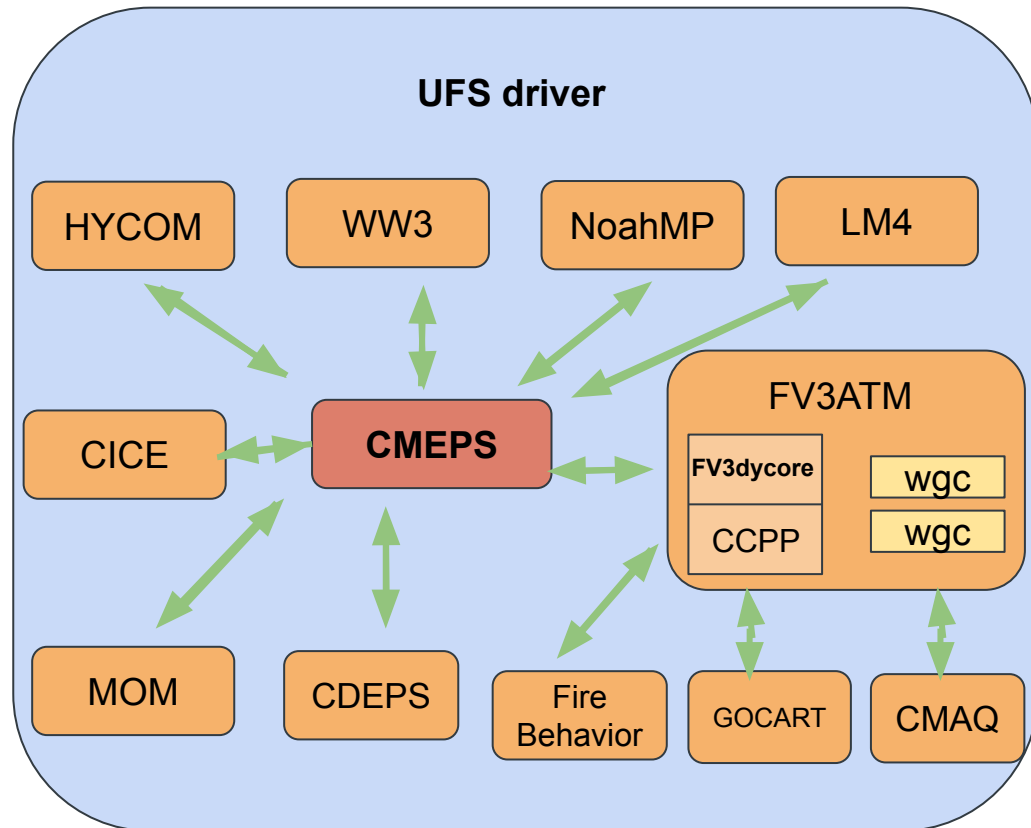 UFS driver
HYCOM
WW3
NoahMP
LM4
FV3ATM
CICE
CMEPS
FV3dycore
CCPP
wgc
wgc
MOM
CDEPS
Fire
Behavior
GOCART
CMAQ